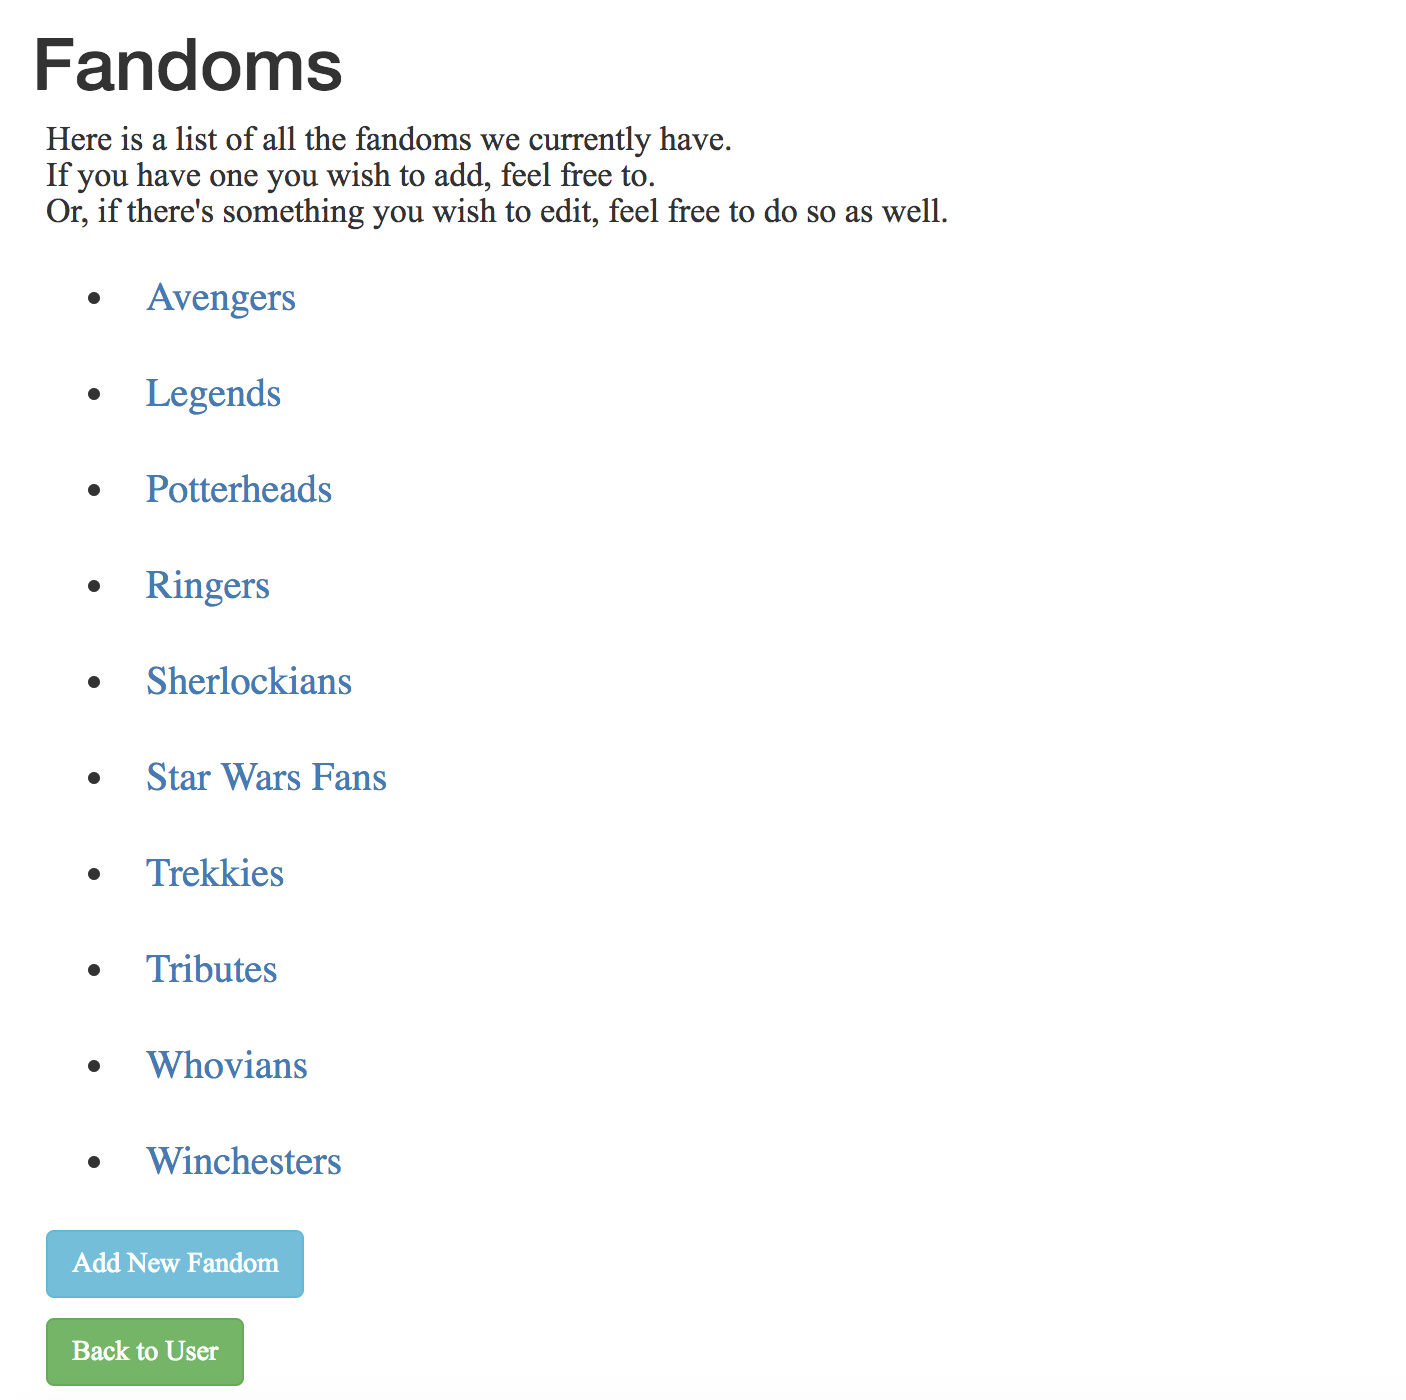 Fandoms
Here is a list of all the fandoms we currently have.
If you have one you wish to add, feel free to.
Or, if there's something you wish to edit, feel free to do so as well.
Avengers
Legends
Potterheads
Ringers
Sherlockians
Star Wars Fans
Trekkies
Tributes
Whovians
Winchesters
Add New Fandom
Back to User